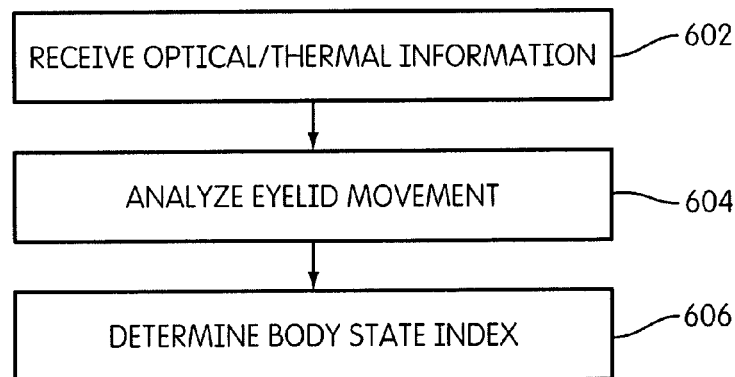 RECEIVE OPTICAL/THERMAL INFORMATION
602
ANALYZE EYELID MOVEMENT
604
DETERMINE BODY STATE INDEX
606